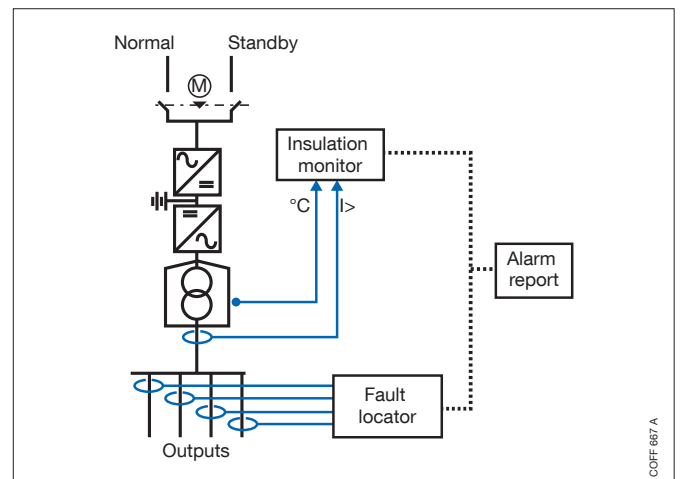 Normal
Standby
M
Insulation
monitor
°C
I>
Alarm
report
Fault
locator
Outputs
COFF 667 A